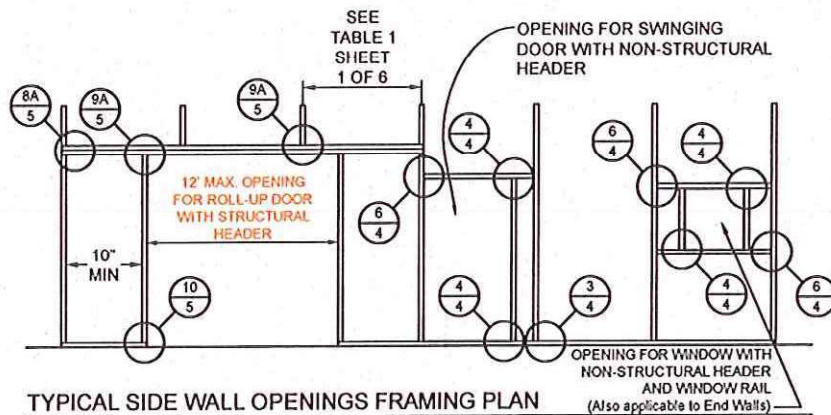 SEE
TABLE 1
SHEET
1 OF 6
OPENING FOR SWINGING
DOOR WITH NON-STRUCTURAL
HEADER
8A
5
9A
5
9A
5
4
4
6
4
4
4
12' MAX. OPENING
FOR ROLL-UP DOOR
WITH STRUCTURAL
HEADER
6
4
10"
MIN
10
5
4
4
3
4
4
4
6
4
OPENING FOR WINDOW WITH
NON-STRUCTURAL HEADER
AND WINDOW RAIL
(Also applicable to End Walls)
TYPICAL SIDE WALL OPENINGS FRAMING PLAN